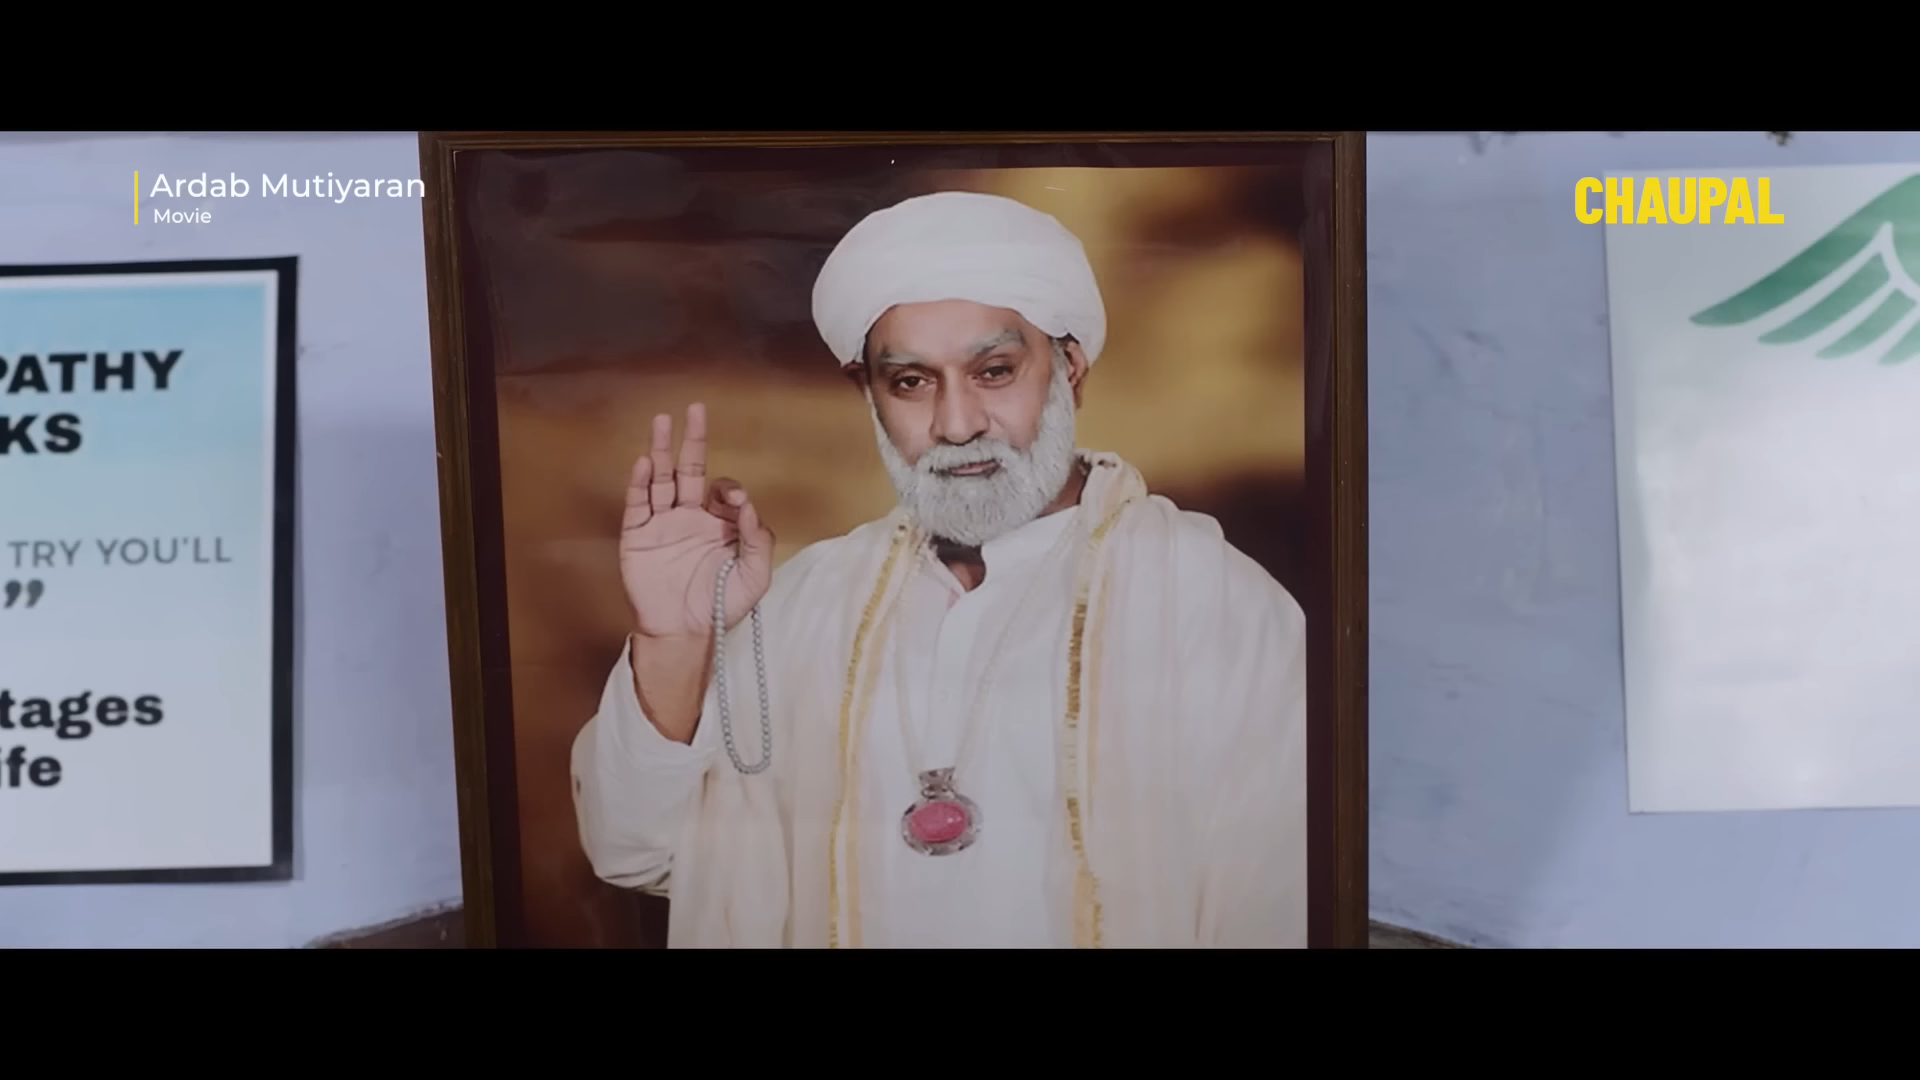 Ardab Mutiyaran
Movie
CHAUPAL
PATHY
KS
TRY YOU'LL
”
tages
ife